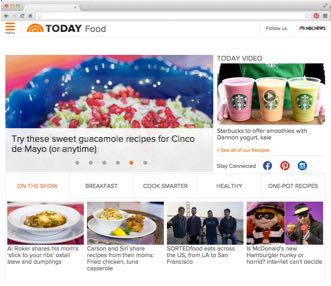 menu
TODAY Food
Follow us
NBCNEWS
Try these sweet guacamole recipes for Cinco
de Mayo (or anytime)
TODAY VIDEO
Starbucks to offer smoothies with
Dannon yogurt, kale
> See all of our Recipes
Stay Connected
ON THE SHOW
BREAKFAST
COOK SMARTER
HEALTHY
ONE-POT RECIPES
Al Roker shares his mom's
'stick to your ribs' oxtail
stew and dumplings
Carson and Siri share
recipes from their moms:
Fried chicken, tuna
casserole
SORTEDfood eats across
the US, from LA to San
Francisco
Is McDonald's new
Hamburglar hunky or
horrid? Internet can't decide